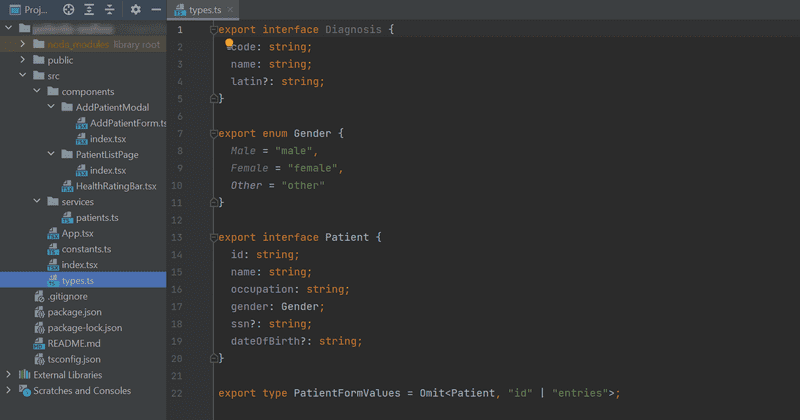 Proj...
types.ts
node_modules library root
public
src
components
AddPatientModal
AddPatientForm.ts
index.tsx
PatientListPage
index.tsx
HealthRatingBar.tsx
services
patients.ts
App.tsx
constants.ts
index.tsx
types.ts
.gitignore
package.json
package-lock.json
README.md
tsconfig.json
External Libraries
Scratches and Consoles
1 export interface Diagnosis {
2 code: string;
3 name: string;
4 latin?: string;
5 }
6
7 export enum Gender {
8 Male = "male",
9 Female = "female",
10 Other = "other"
11 }
12
13 export interface Patient {
14 id: string;
15 name: string;
16 occupation: string;
17 gender: Gender;
18 ssn?: string;
19 dateOfBirth?: string;
20 }
21
22 export type PatientFormValues = Omit<Patient, "id" | "entries">;